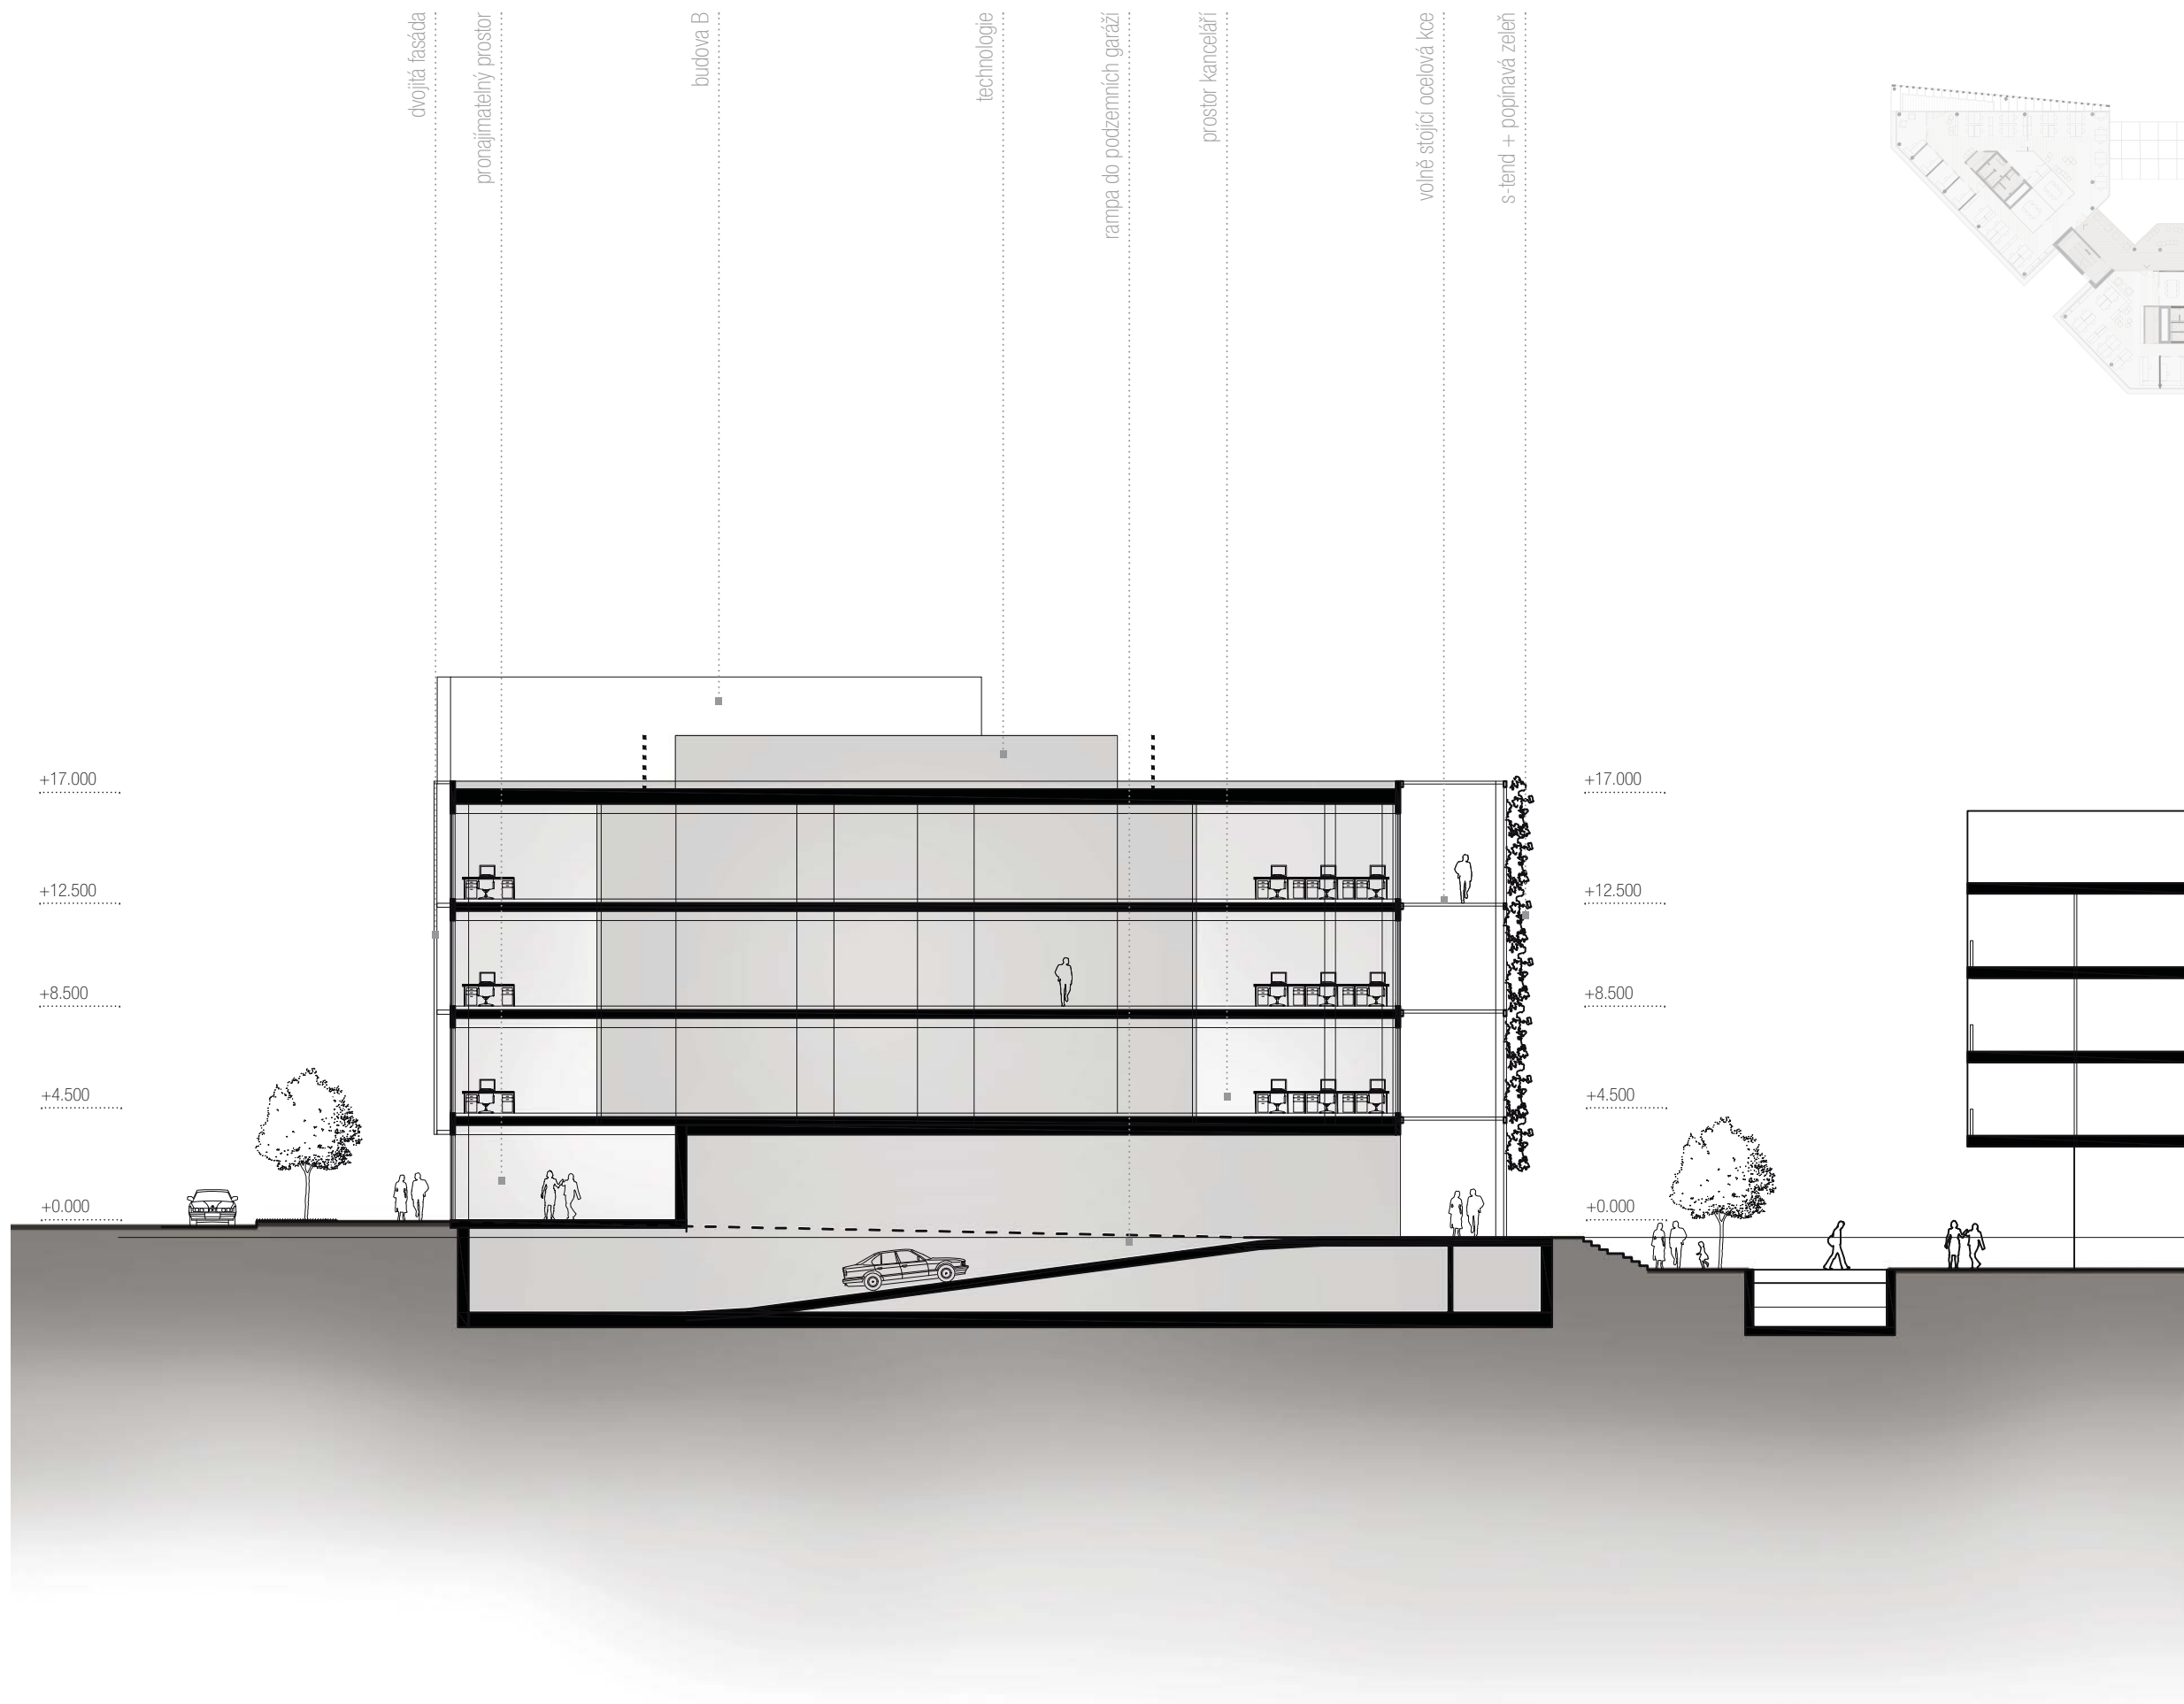 dvojitá fasáda
pronajímatelný prostor
budova B
technologie
rampa do podzemních garáží
prostor kanceláří
volně stojící ocelová kce
s-tend + popínává zeleň
+17.000
+12.500
+8.500
+4.500
+0.000
+17.000
+12.500
+8.500
+4.500
+0.000